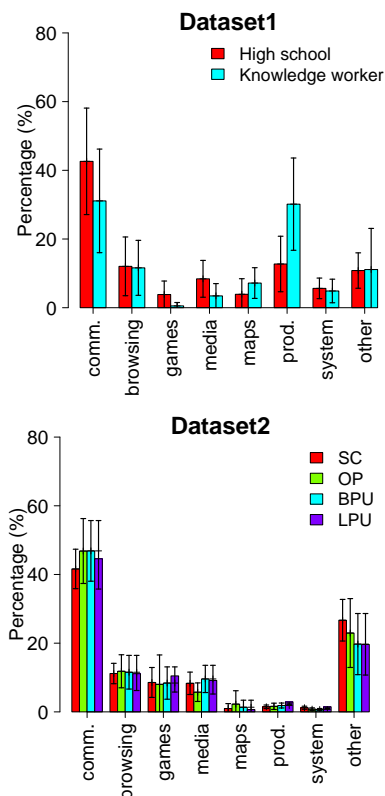 Dataset1
High school
Knowledge worker
Percentage (%)
80
60
40
20
0
comm.
browsing
games
media
maps
prod.
system
other
Dataset2
SC
OP
BPU
LPU
Percentage (%)
80
60
40
20
0
comm.
browsing
games
media
maps
prod.
system
other